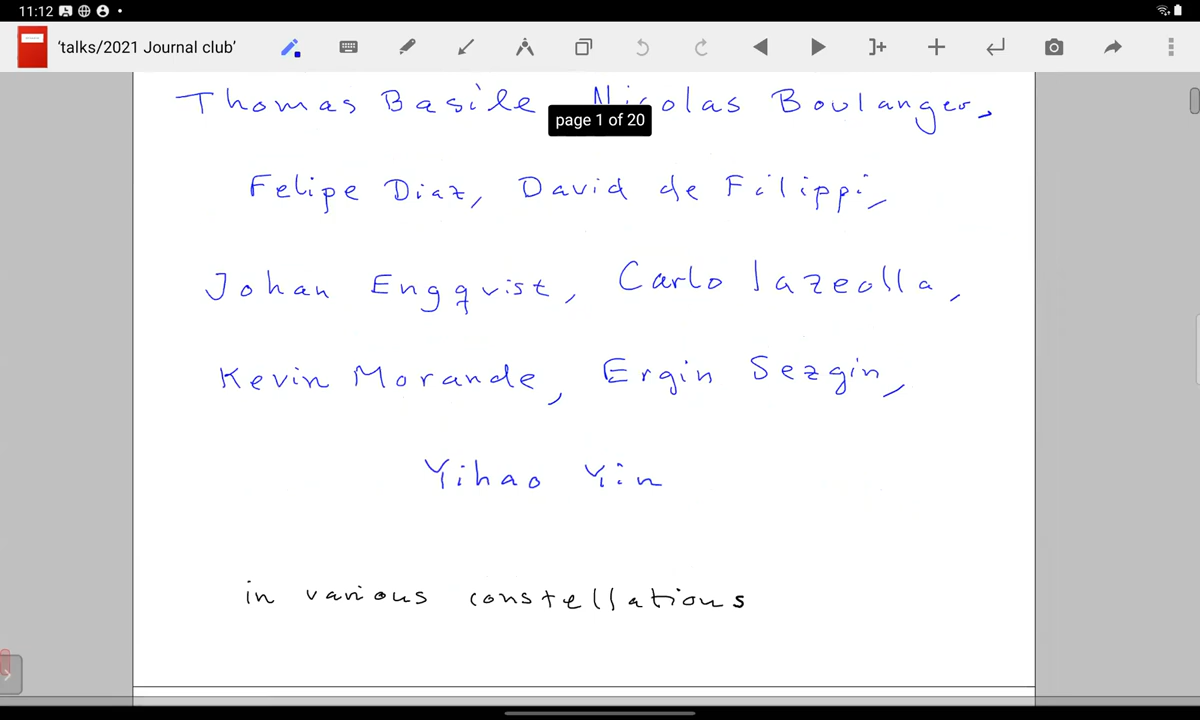 11:12
'talks/2021 Journal club'
Thomas Basile Nicolas Boulanger,
page 1 of 20
Felipe Diaz, David de Filippi,
Johan Engqvist, Carlo Iazeolla,
Kevin Morande, Ergin Sezgin,
Yihao Yin
in various constellations